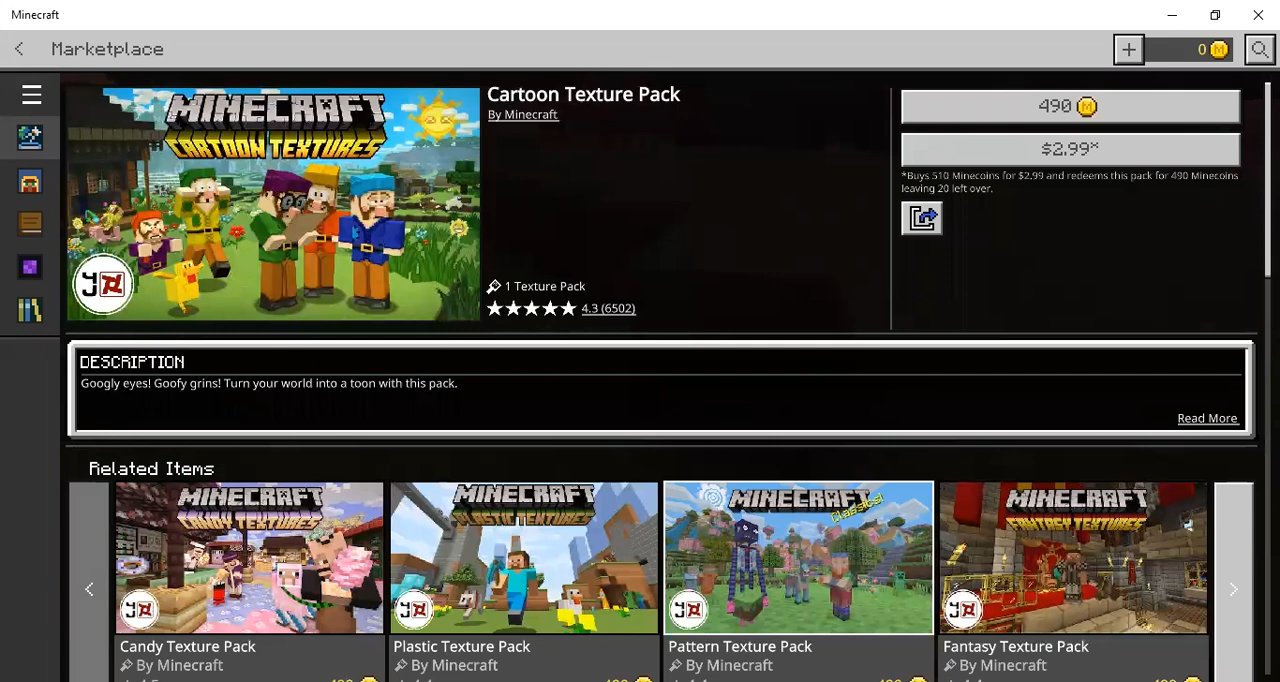 Minecraft
Marketplace
0
MINECRAFT
CARTOON TEXTURES
Cartoon Texture Pack
By Minecraft
1 Texture Pack
4.3 (6502)
490
$2.99*
*Buys 510 Minecoins for $2.99 and redeems this pack for 490 Minecoins
leaving 20 left over.
DESCRIPTION
Googly eyes! Goofy grins! Turn your world into a toon with this pack.
Read More
Related Items
MINECRAFT
CANDY TEXTURES
MINECRAFT
PLASTIC TEXTURES
MINECRAFT
Classics!
MINECRAFT
FANTASY TEXTURES
Candy Texture Pack
By Minecraft
Plastic Texture Pack
By Minecraft
Pattern Texture Pack
By Minecraft
Fantasy Texture Pack
By Minecraft